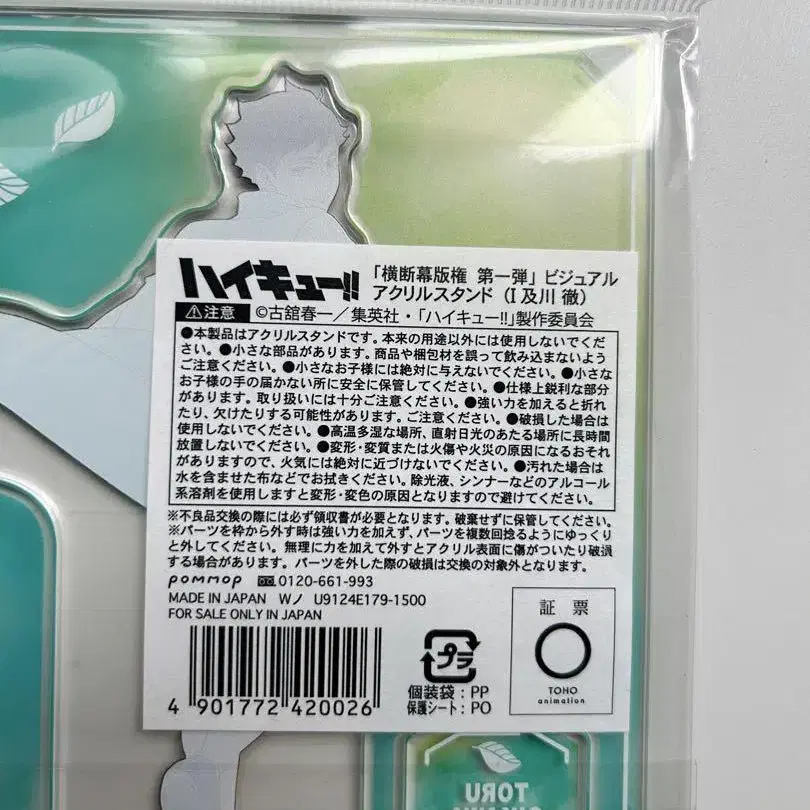 ハイキュー!!
「横断幕版権 第一弾」ビジュアル
アクリルスタンド（I 及川 徹）
⚠注意 ©古舘春一／集英社・「ハイキュー!!」製作委員会
●本製品はアクリルスタンドです。本来の用途以外には使用しないでくだ
さい。●小さな部品があります。商品や梱包材を誤って飲み込まないよう
ご注意ください。●小さなお子様には絶対に与えないでください。●小さな
お子様の手の届かない所に安全に保管してください。●仕様上鋭利な部分
があります。取り扱いには十分ご注意ください。●強い力を加えると折れ
たり、欠けたりする可能性があります。ご注意ください。●破損した場合は
使用しないでください。●高温多湿な場所、直射日光のあたる場所に長時間
放置しないでください。●変形・変質または火傷や火災の原因になるおそれ
がありますので、火気には絶対に近づけないでください。●汚れた場合は
水を含ませた布などでお拭きください。除光液、シンナーなどのアルコール
系溶剤を使用しますと変形・変色の原因となりますので避けてください。
※不良品交換の際には必ず領収書が必要となります。破棄せずに保管してください。
※パーツを枠から外す時は強い力を加えず、パーツを複数回捻るようにゆっくり
と外してください。無理に力を加えて外すとアクリル表面に傷がついたり破損
する場合があります。パーツを外した際の破損は交換の対象外となります。
pommop 0120-661-993
MADE IN JAPAN Wノ U9124E179-1500
FOR SALE ONLY IN JAPAN
4 901772 420026
プラ
個装袋：PP
保護シート：PO
証 票
TOHO
animation
TORU